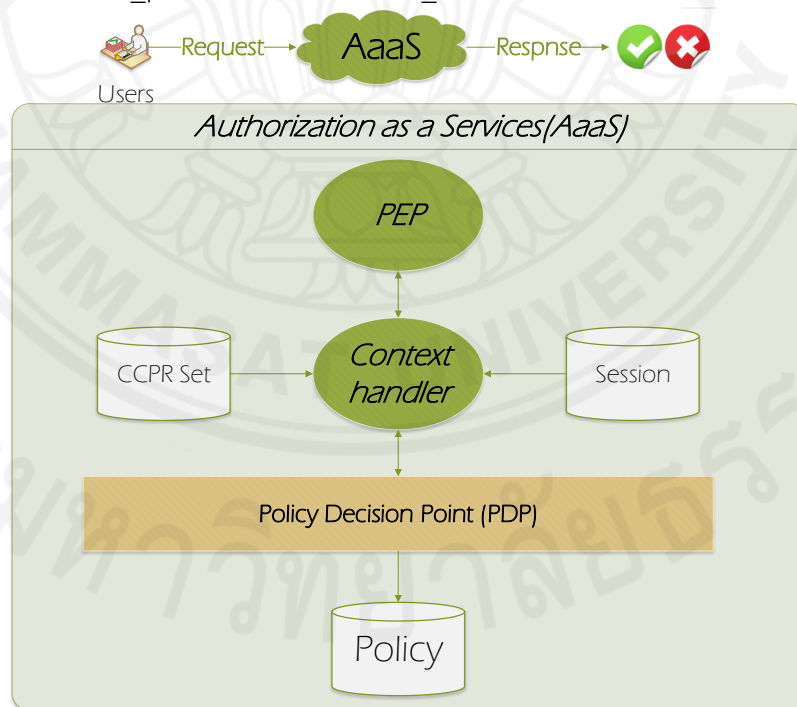 Request
AaaS
Respnse
Users
Authorization as a Services(AaaS)
PEP
CCPR Set
Context
handler
Session
Policy Decision Point (PDP)
Policy